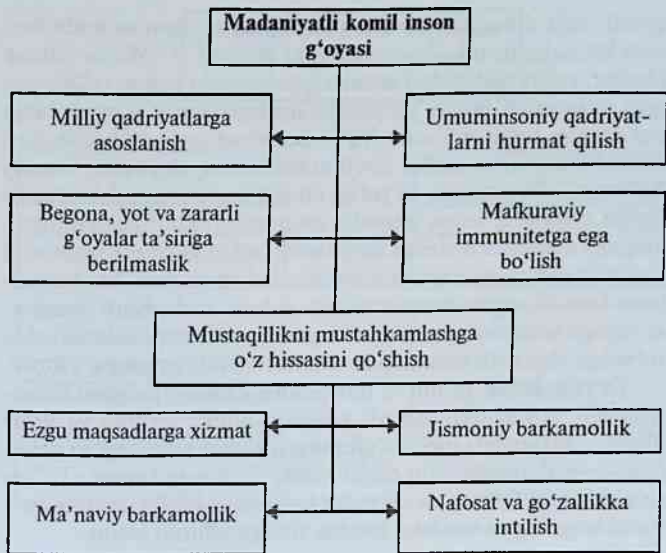 Madaniyatli komil inson
g‘oyasi
Milliy qadriyatlarga
asoslanish
Umuminsoniy qadriyat-
larni hurmat qilish
Begona, yot va zararli
g‘oyalar ta’siriga
berilmaslik
Mafkuraviy
immunitetga ega
bo‘lish
Mustaqillikni mustahkamlashga
o‘z hissasini qo‘shish
Ezgu maqsadlarga xizmat
Jismoniy barkamollik
Ma’naviy barkamollik
Nafosat va go‘zallikka
intilish